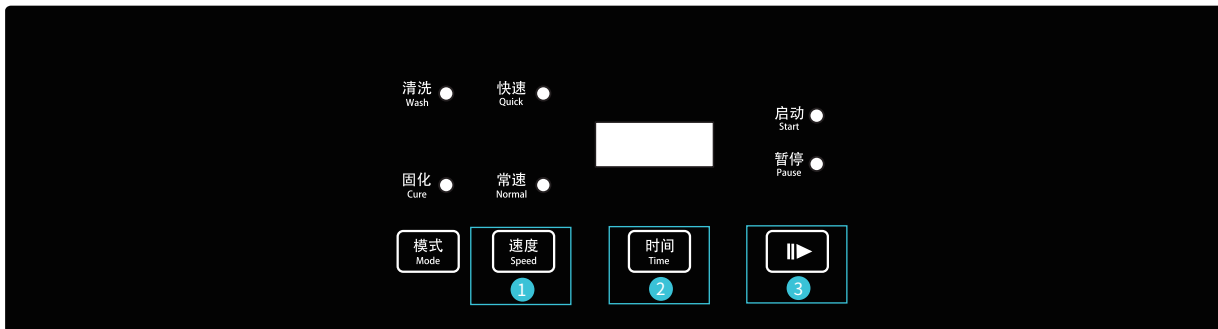 清洗
Wash
快速
Quick
启动
Start
暂停
Pause
固化
Cure
常速
Normal
模式
Mode
速度
Speed
时间
Time
1
2
3